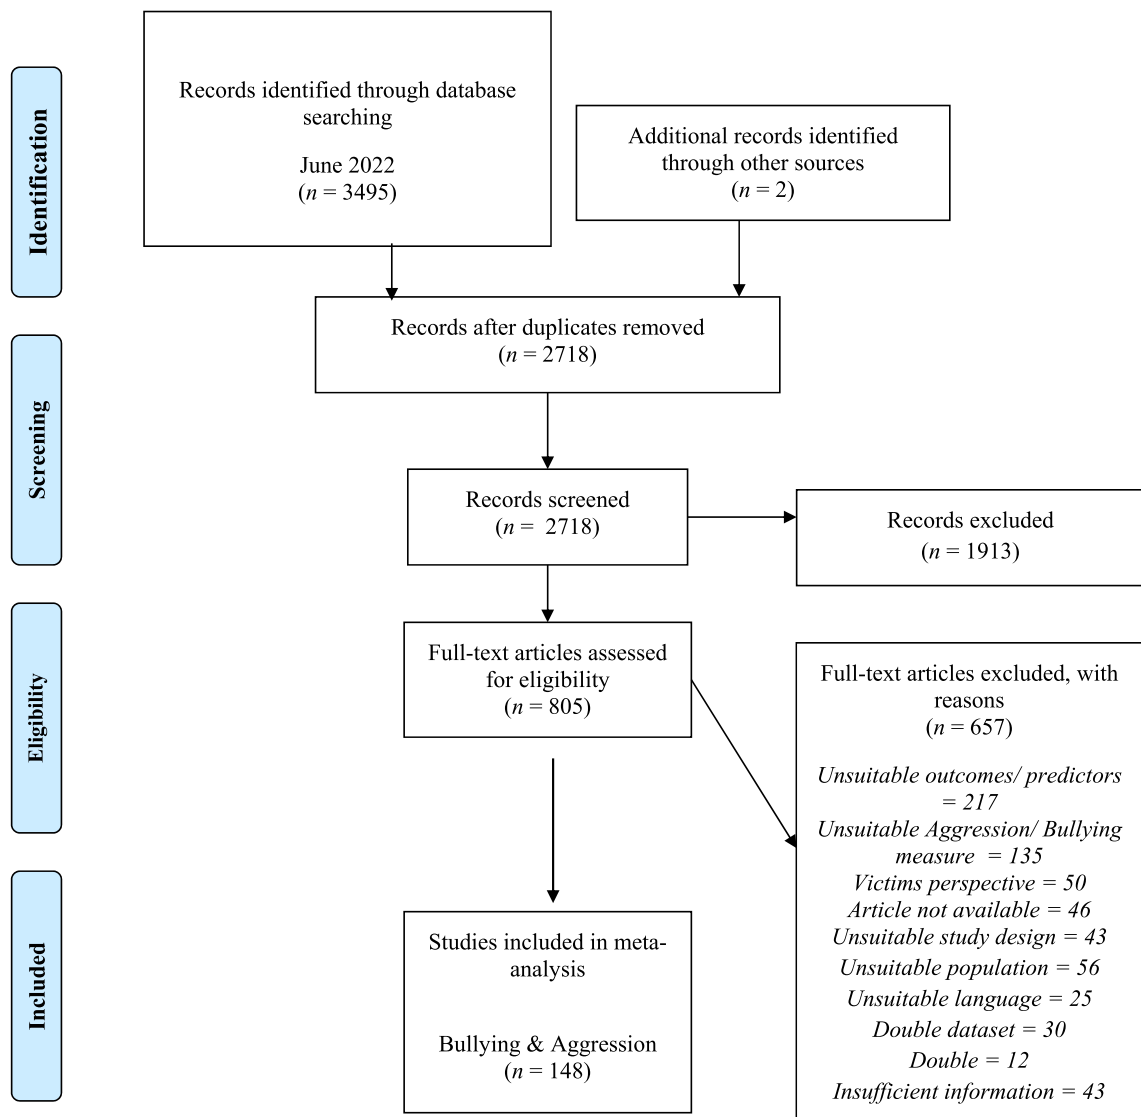 Identification
Records identified through database
searching
June 2022
(n = 3495)
Additional records identified
through other sources
(n = 2)
Records after duplicates removed
(n = 2718)
Screening
Records screened
(n = 2718)
Records excluded
(n = 1913)
Eligibility
Full-text articles assessed
for eligibility
(n = 805)
Full-text articles excluded, with
reasons
(n = 657)
Unsuitable outcomes/ predictors
= 217
Unsuitable Aggression/ Bullying
measure = 135
Victims perspective = 50
Article not available = 46
Unsuitable study design = 43
Unsuitable population = 56
Unsuitable language = 25
Double dataset = 30
Double = 12
Insufficient information = 43
Included
Studies included in meta-
analysis
Bullying & Aggression
(n = 148)